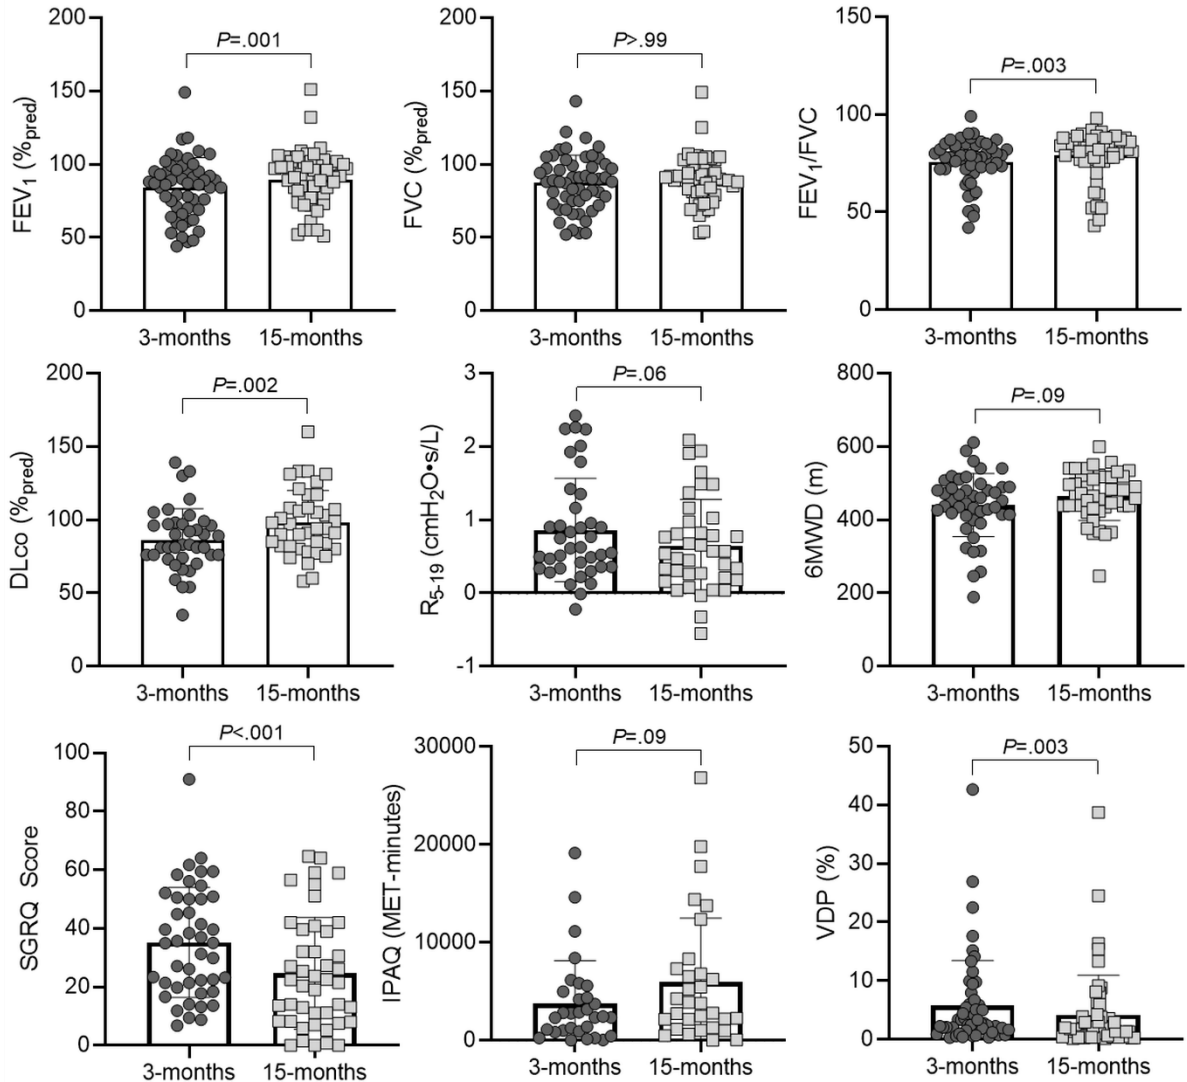 P=.001
FEV1 (%pred)
200
150
100
50
0
3-months 15-months
P>.99
FVC (%pred)
200
150
100
50
0
3-months 15-months
P=.003
FEV1/FVC
150
100
50
0
3-months 15-months
P=.002
DLco (%pred)
200
150
100
50
0
3-months 15-months
P=.06
R5-19 (cmH2O•s/L)
3
2
1
0
-1
3-months 15-months
P=.09
6MWD (m)
800
600
400
200
0
3-months 15-months
P<.001
SGRQ Score
100
80
60
40
20
0
3-months 15-months
P=.09
IPAQ (MET-minutes)
30000
20000
10000
0
3-months 15-months
P=.003
VDP (%)
50
40
30
20
10
0
3-months 15-months